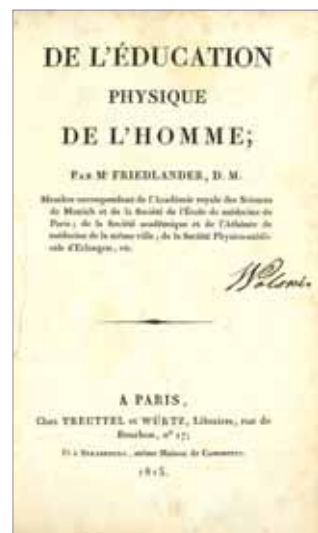 DE L'ÉDUCATION
PHYSIQUE
DE L'HOMME;
PAR Mr FRIEDLANDER, D. M.
Membre correspondant de l'Académie royale des Sciences
de Munich et de la Société de l'École de médecine de
Paris; de la Société académique et de l'Athénée de
médecine de la même ville; de la Société Physico-médi-
cale d'Erlangen, etc.
A PARIS,
Chez TREUTTEL et WÜRTZ, Libraires, rue de
Bourbon, nº 17;
Et à STRASBOURG, même Maison de Commerce.
1815.